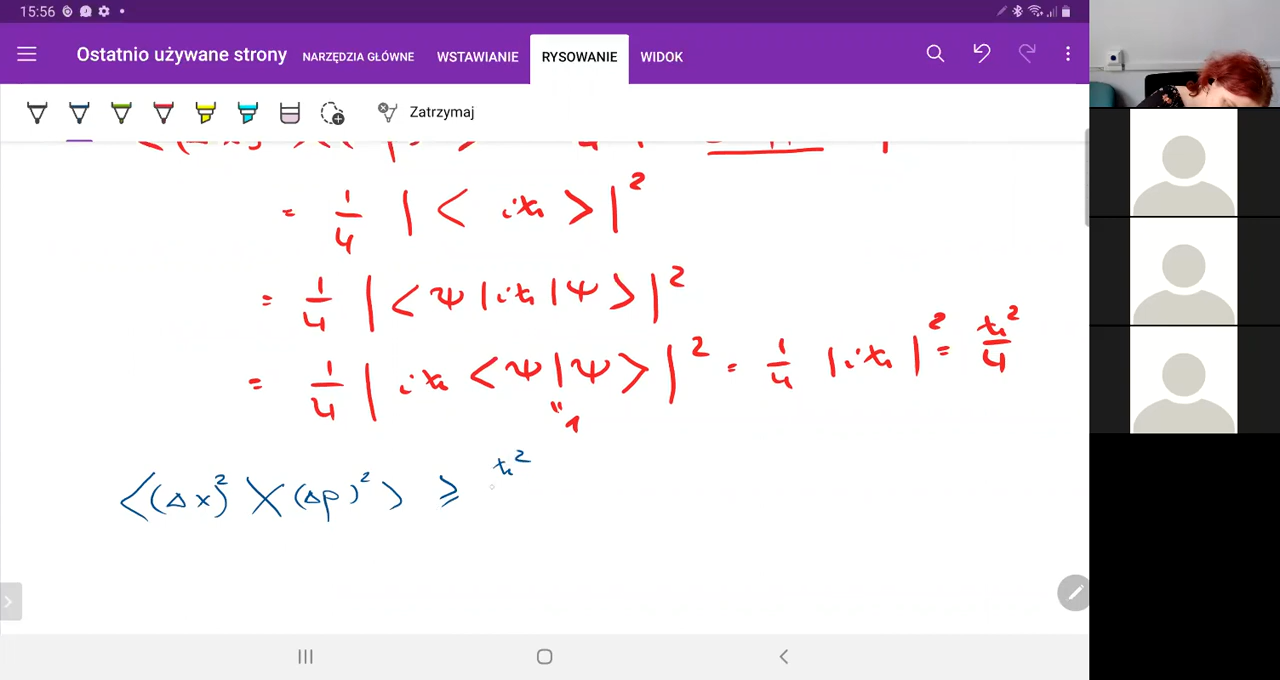 15:56
Ostatnio używane strony NARZĘDZIA GŁÓWNE WSTAWIANIE RYSOWANIE WIDOK
Zatrzymaj
= 1/4 | < iħ > |²
= 1/4 | < Ψ | iħ | Ψ > |²
= 1/4 | iħ < Ψ | Ψ > |² = 1/4 | iħ |² = ħ²/4
" 1
<(Δx)²><(Δp)²> ≥ ħ²